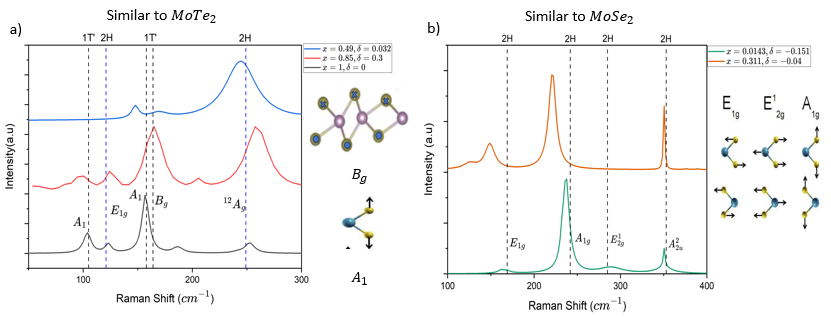 Similar to MoTe₂
a)
1T' 2H 1T' 2H
x = 0.49, δ = 0.032
x = 0.85, δ = 0.3
x = 1, δ = 0
Intensity(a.u)
A₁
E₁g
A₁
Bg
¹²Ag
100 200 300
Raman Shift (cm⁻¹)
Bg
A₁
Similar to MoSe₂
b)
2H 2H 2H 2H
x = 0.0143, δ = -0.151
x = 0.311, δ = -0.04
Intensity(a.u)
E₁g
A₁g
E¹₂g
A²₂u
100 200 300 400
Raman Shift (cm⁻¹)
E₁g E¹₂g A₁g